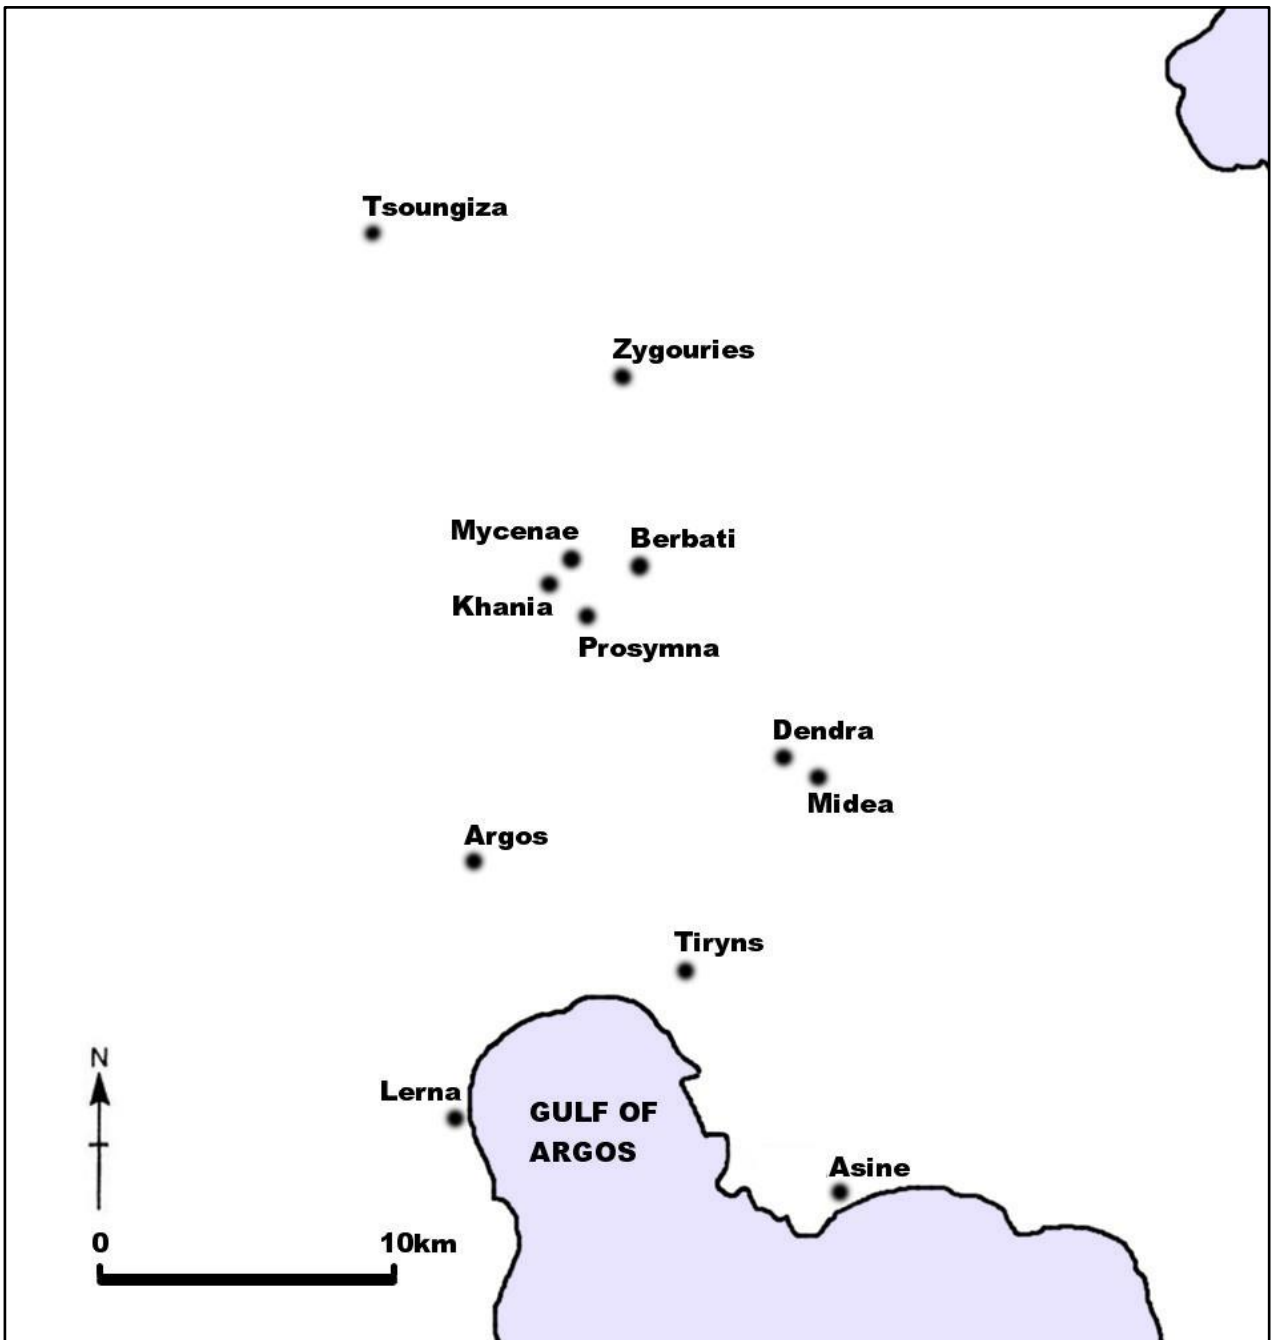 Tsoungiza
Zygouries
Mycenae
Berbati
Khania
Prosymna
Dendra
Midea
Argos
Tiryns
N
Lerna
GULF OF
ARGOS
Asine
0 10km